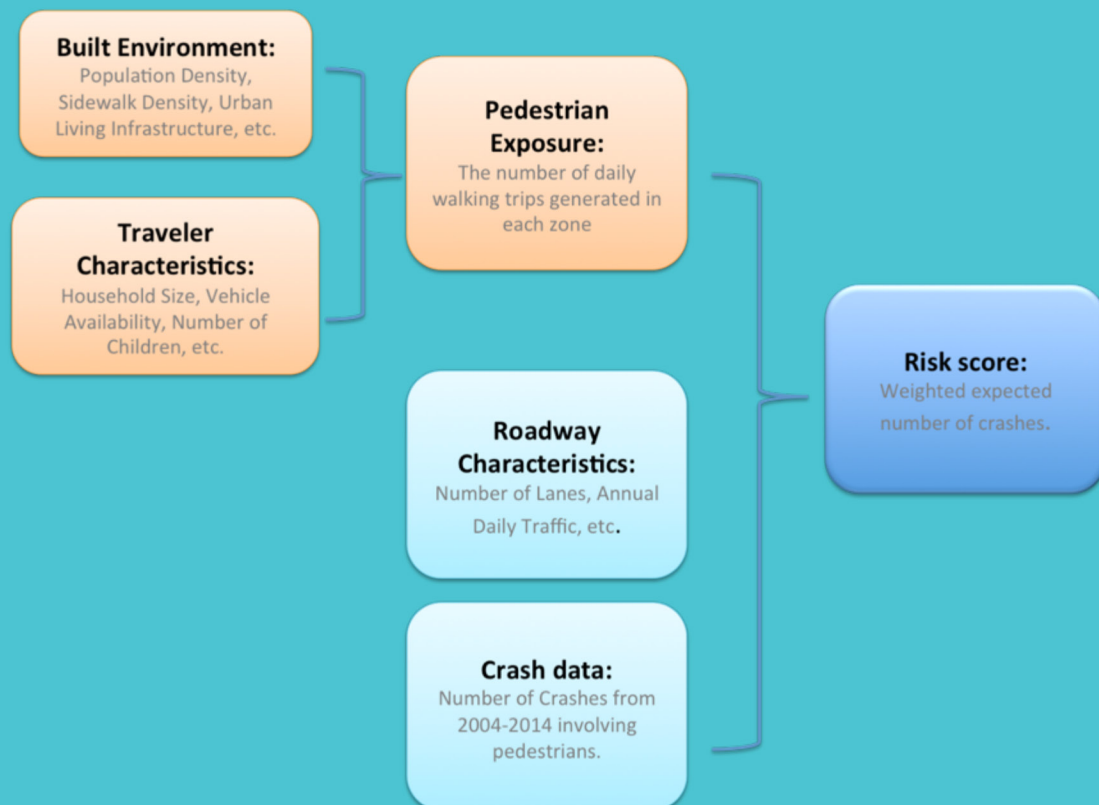 Built Environment:
Population Density,
Sidewalk Density, Urban
Living Infrastructure, etc.
Traveler
Characteristics:
Household Size, Vehicle
Availability, Number of
Children, etc.
Pedestrian
Exposure:
The number of daily
walking trips generated in
each zone
Roadway
Characteristics:
Number of Lanes, Annual
Daily Traffic, etc.
Crash data:
Number of Crashes from
2004-2014 involving
pedestrians.
Risk score:
Weighted expected
number of crashes.